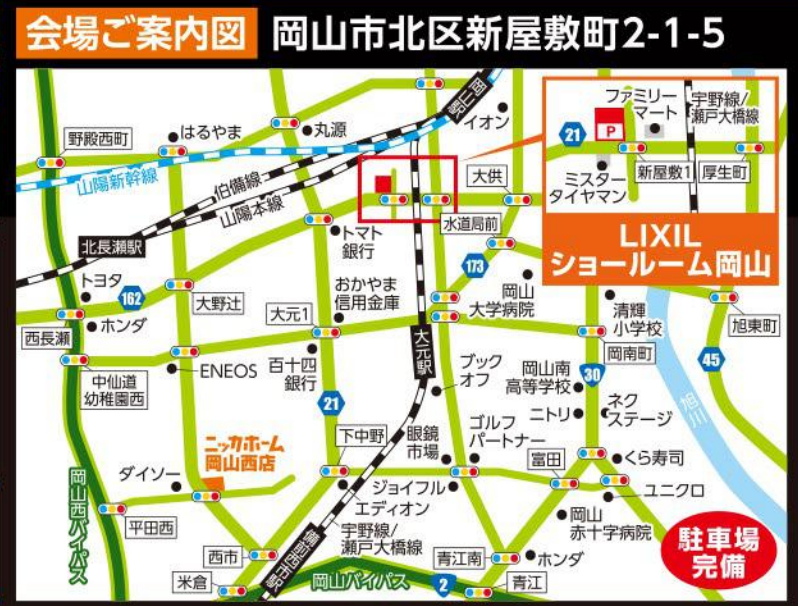 会場ご案内図 岡山市北区新屋敷町2-1-5
岡山駅
イオン
はるやま
丸源
野殿西町
山陽新幹線
伯備線
山陽本線
大供
ファミリー
マート
宇野線/
瀬戸大橋線
21
P
新屋敷1
厚生町
ミスター
タイヤマン
LIXIL
ショールーム岡山
北長瀬駅
トマト
銀行
水道局前
173
トヨタ
162
大野辻
おかやま
信用金庫
岡山
大学病院
清輝
小学校
旭東町
ホンダ
西長瀬
大元1
大元駅
岡南町
45
中仙道
幼稚園西
ENEOS
百十四
銀行
ブック
オフ
岡山南
高等学校
30
旭川
21
ニトリ
ネク
ステージ
ニッカホーム
岡山西店
下中野
眼鏡
市場
ゴルフ
パートナー
富田
くら寿司
ダイソー
ジョイフル
エディオン
ユニクロ
岡山西バイパス
平田西
宇野線/
瀬戸大橋線
岡山
赤十字病院
駐車場
完備
西市
備前西市駅
青江南
ホンダ
米倉
岡山バイパス
2
青江